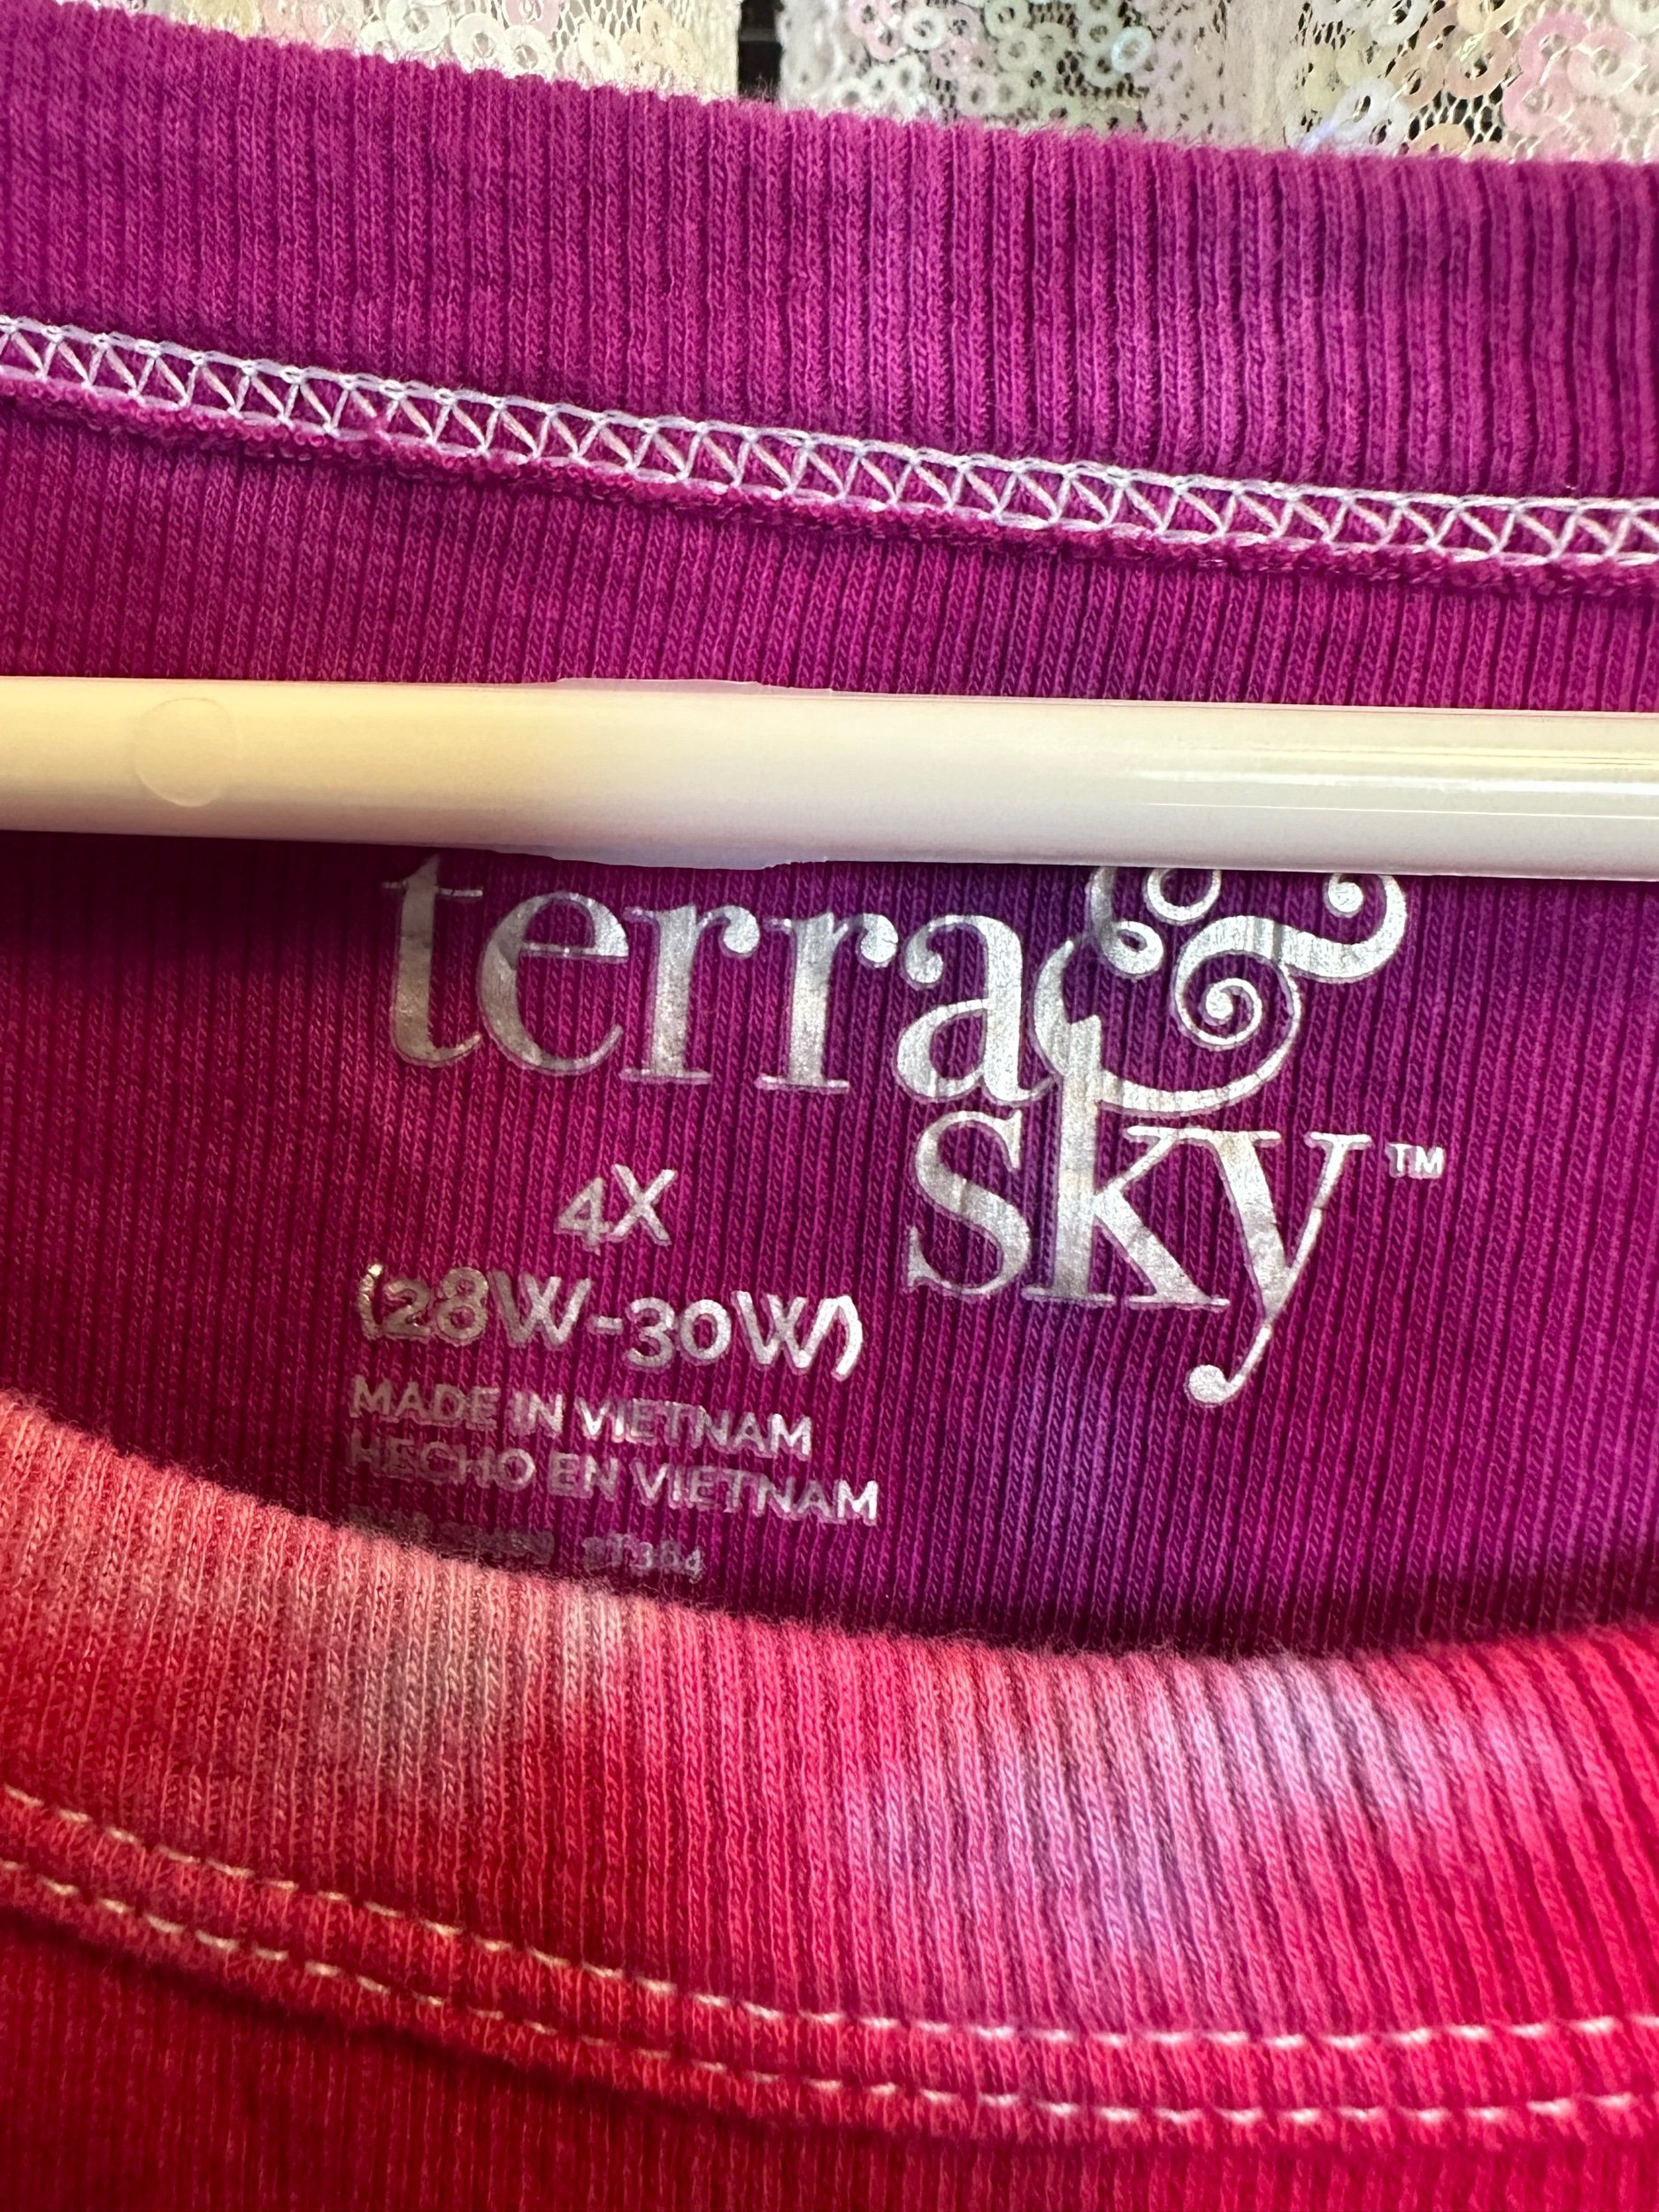 terra &
sky™
4X
(28W-30W)
MADE IN VIETNAM
HECHO EN VIETNAM